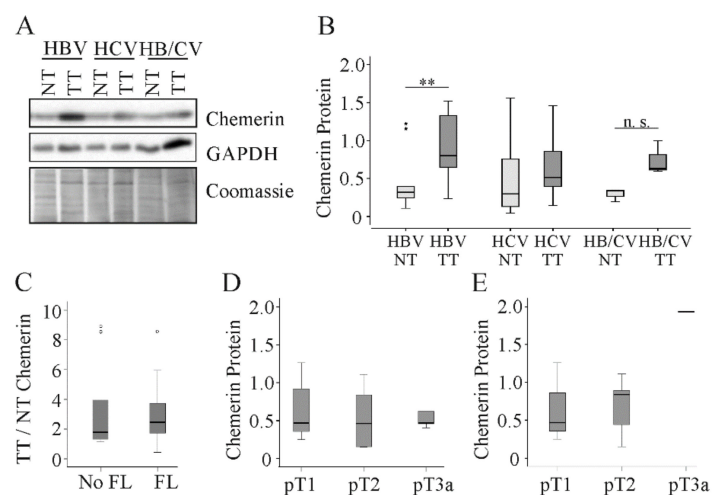 A
HBV HCV HB/CV
NT TT NT TT NT TT
Chemerin
GAPDH
Coomassie
B
Chemerin Protein
2.0
1.5
1.0
0.5
0
**
n. s.
HBV HBV HCV HCV HB/CV HB/CV
NT TT NT TT NT TT
C
TT / NT Chemerin
10
8
6
4
2
0
No FL FL
D
Chemerin Protein
2.0
1.5
1.0
0.5
0
pT1 pT2 pT3a
E
Chemerin Protein
2.0
1.5
1.0
0.5
0
pT1 pT2 pT3a